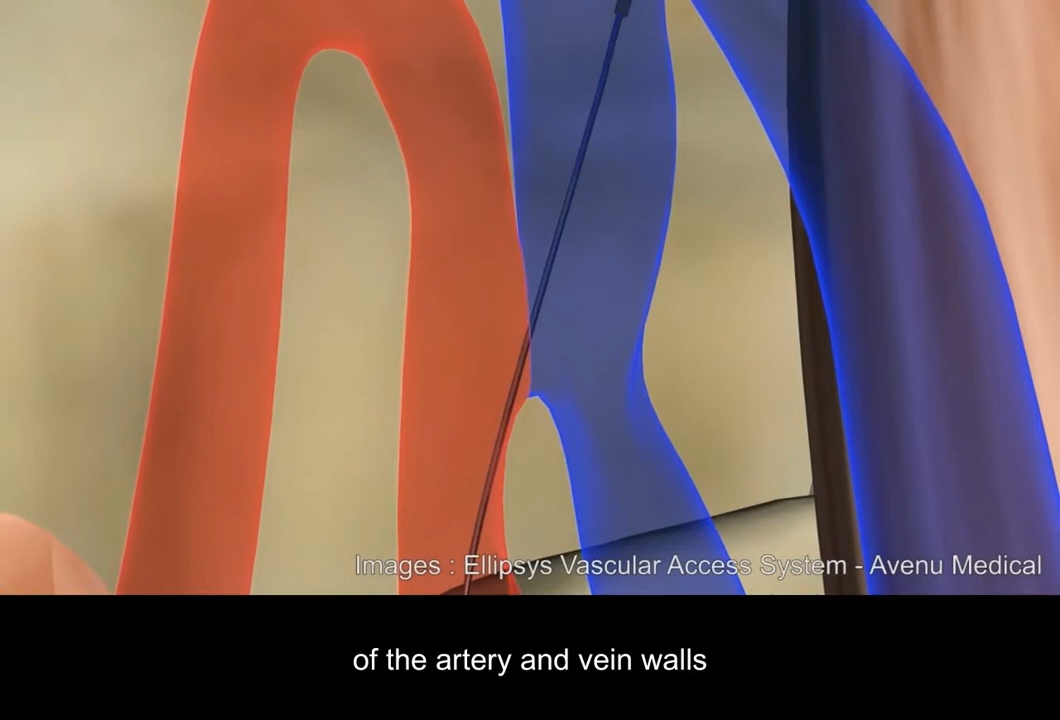 Images : Ellipsys Vascular Access System - Avenu Medical
of the artery and vein walls